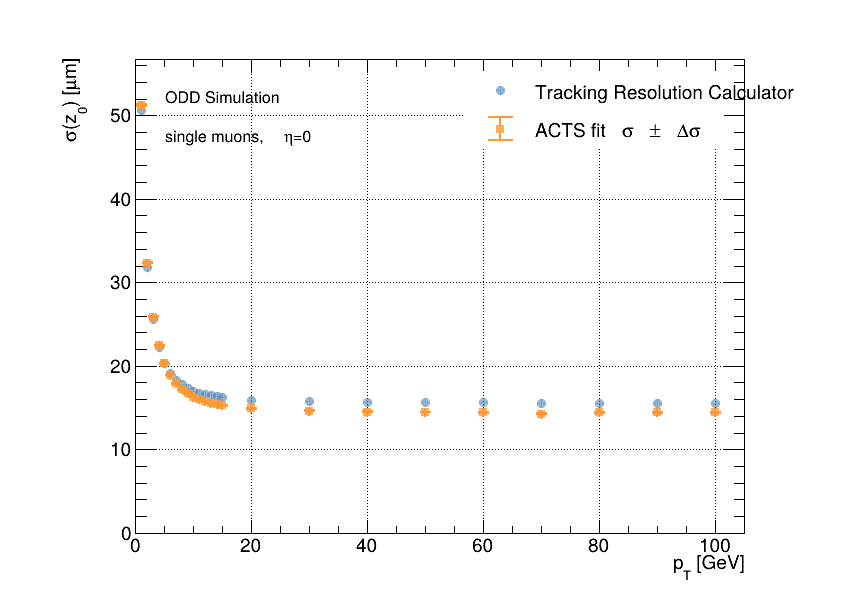 σ(z0) [μm]
ODD Simulation
single muons, η=0
Tracking Resolution Calculator
ACTS fit σ ± Δσ
50
40
30
20
10
0
0 20 40 60 80 100
pT [GeV]